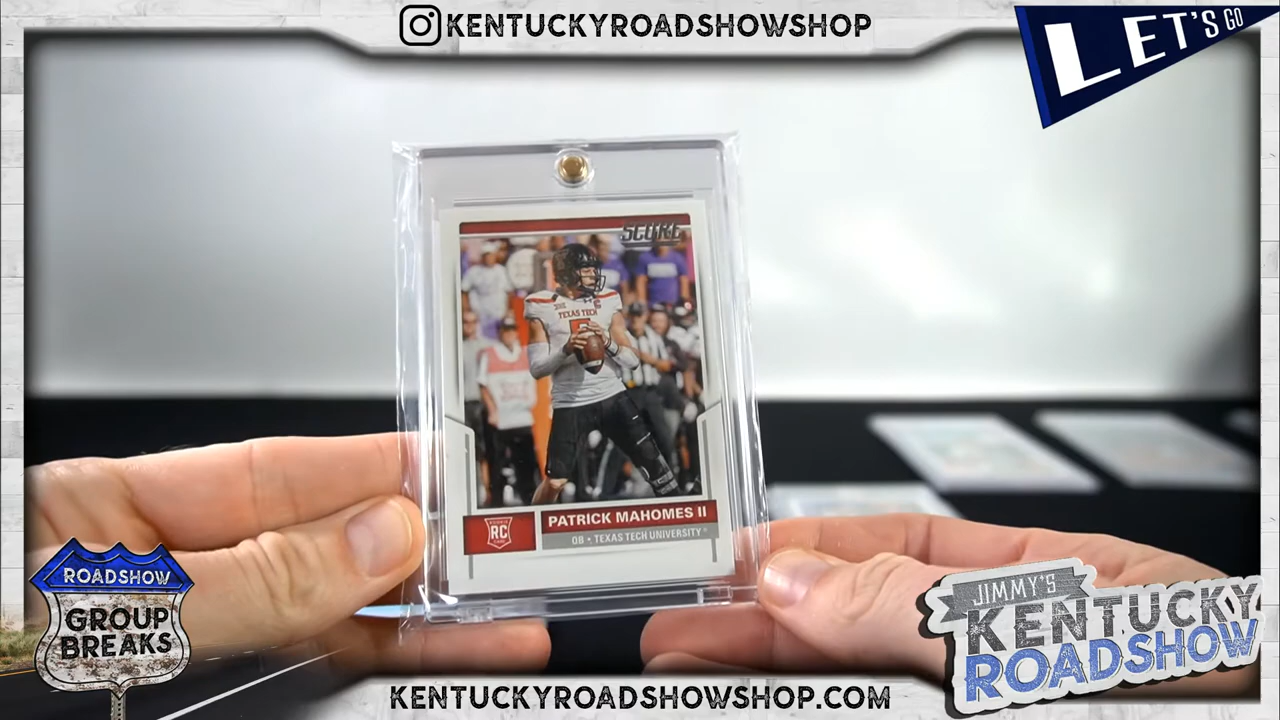 KENTUCKYROADSHOWSHOP
LET'S GO
SCORE
TEXAS TECH
PATRICK MAHOMES II
RC
QB • TEXAS TECH UNIVERSITY
ROADSHOW
GROUP
BREAKS
JIMMY'S
KENTUCKY
ROADSHOW
KENTUCKYROADSHOWSHOP.COM